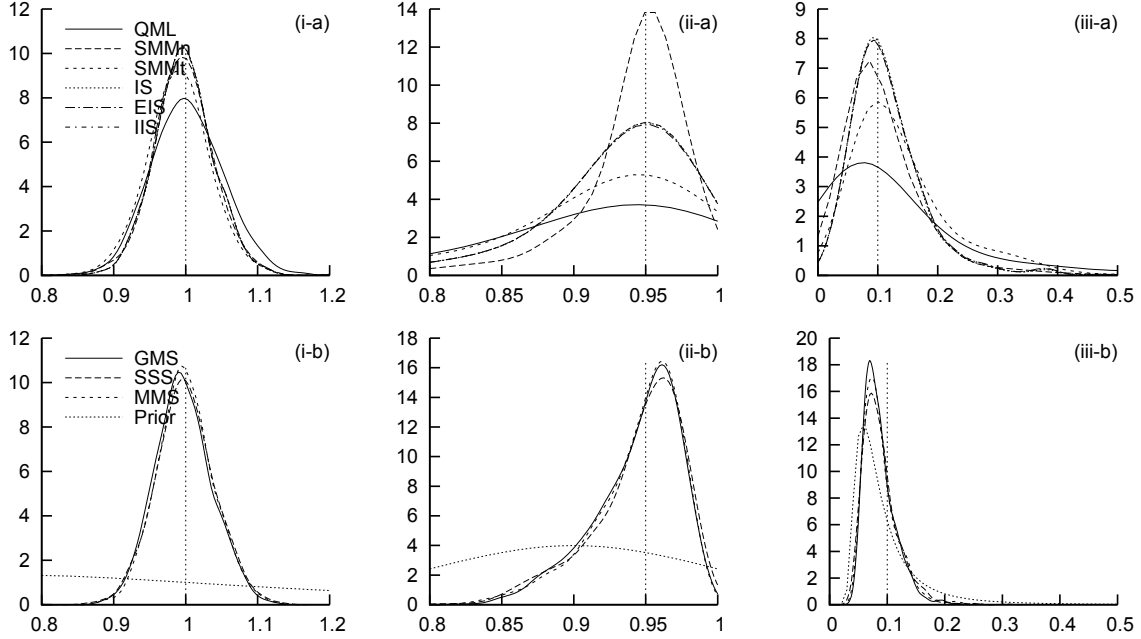 12
10
8
6
4
2
0
0.8 0.9 1 1.1 1.2
(i-a)
QML
SMMn
SMMt
IS
EIS
IIS
14
12
10
8
6
4
2
0
0.8 0.85 0.9 0.95 1
(ii-a)
9
8
7
6
5
4
3
2
1
0
0 0.1 0.2 0.3 0.4 0.5
(iii-a)
12
10
8
6
4
2
0
0.8 0.9 1 1.1 1.2
(i-b)
GMS
SSS
MMS
Prior
18
16
14
12
10
8
6
4
2
0
0.8 0.85 0.9 0.95 1
(ii-b)
20
18
16
14
12
10
8
6
4
2
0
0 0.1 0.2 0.3 0.4 0.5
(iii-b)